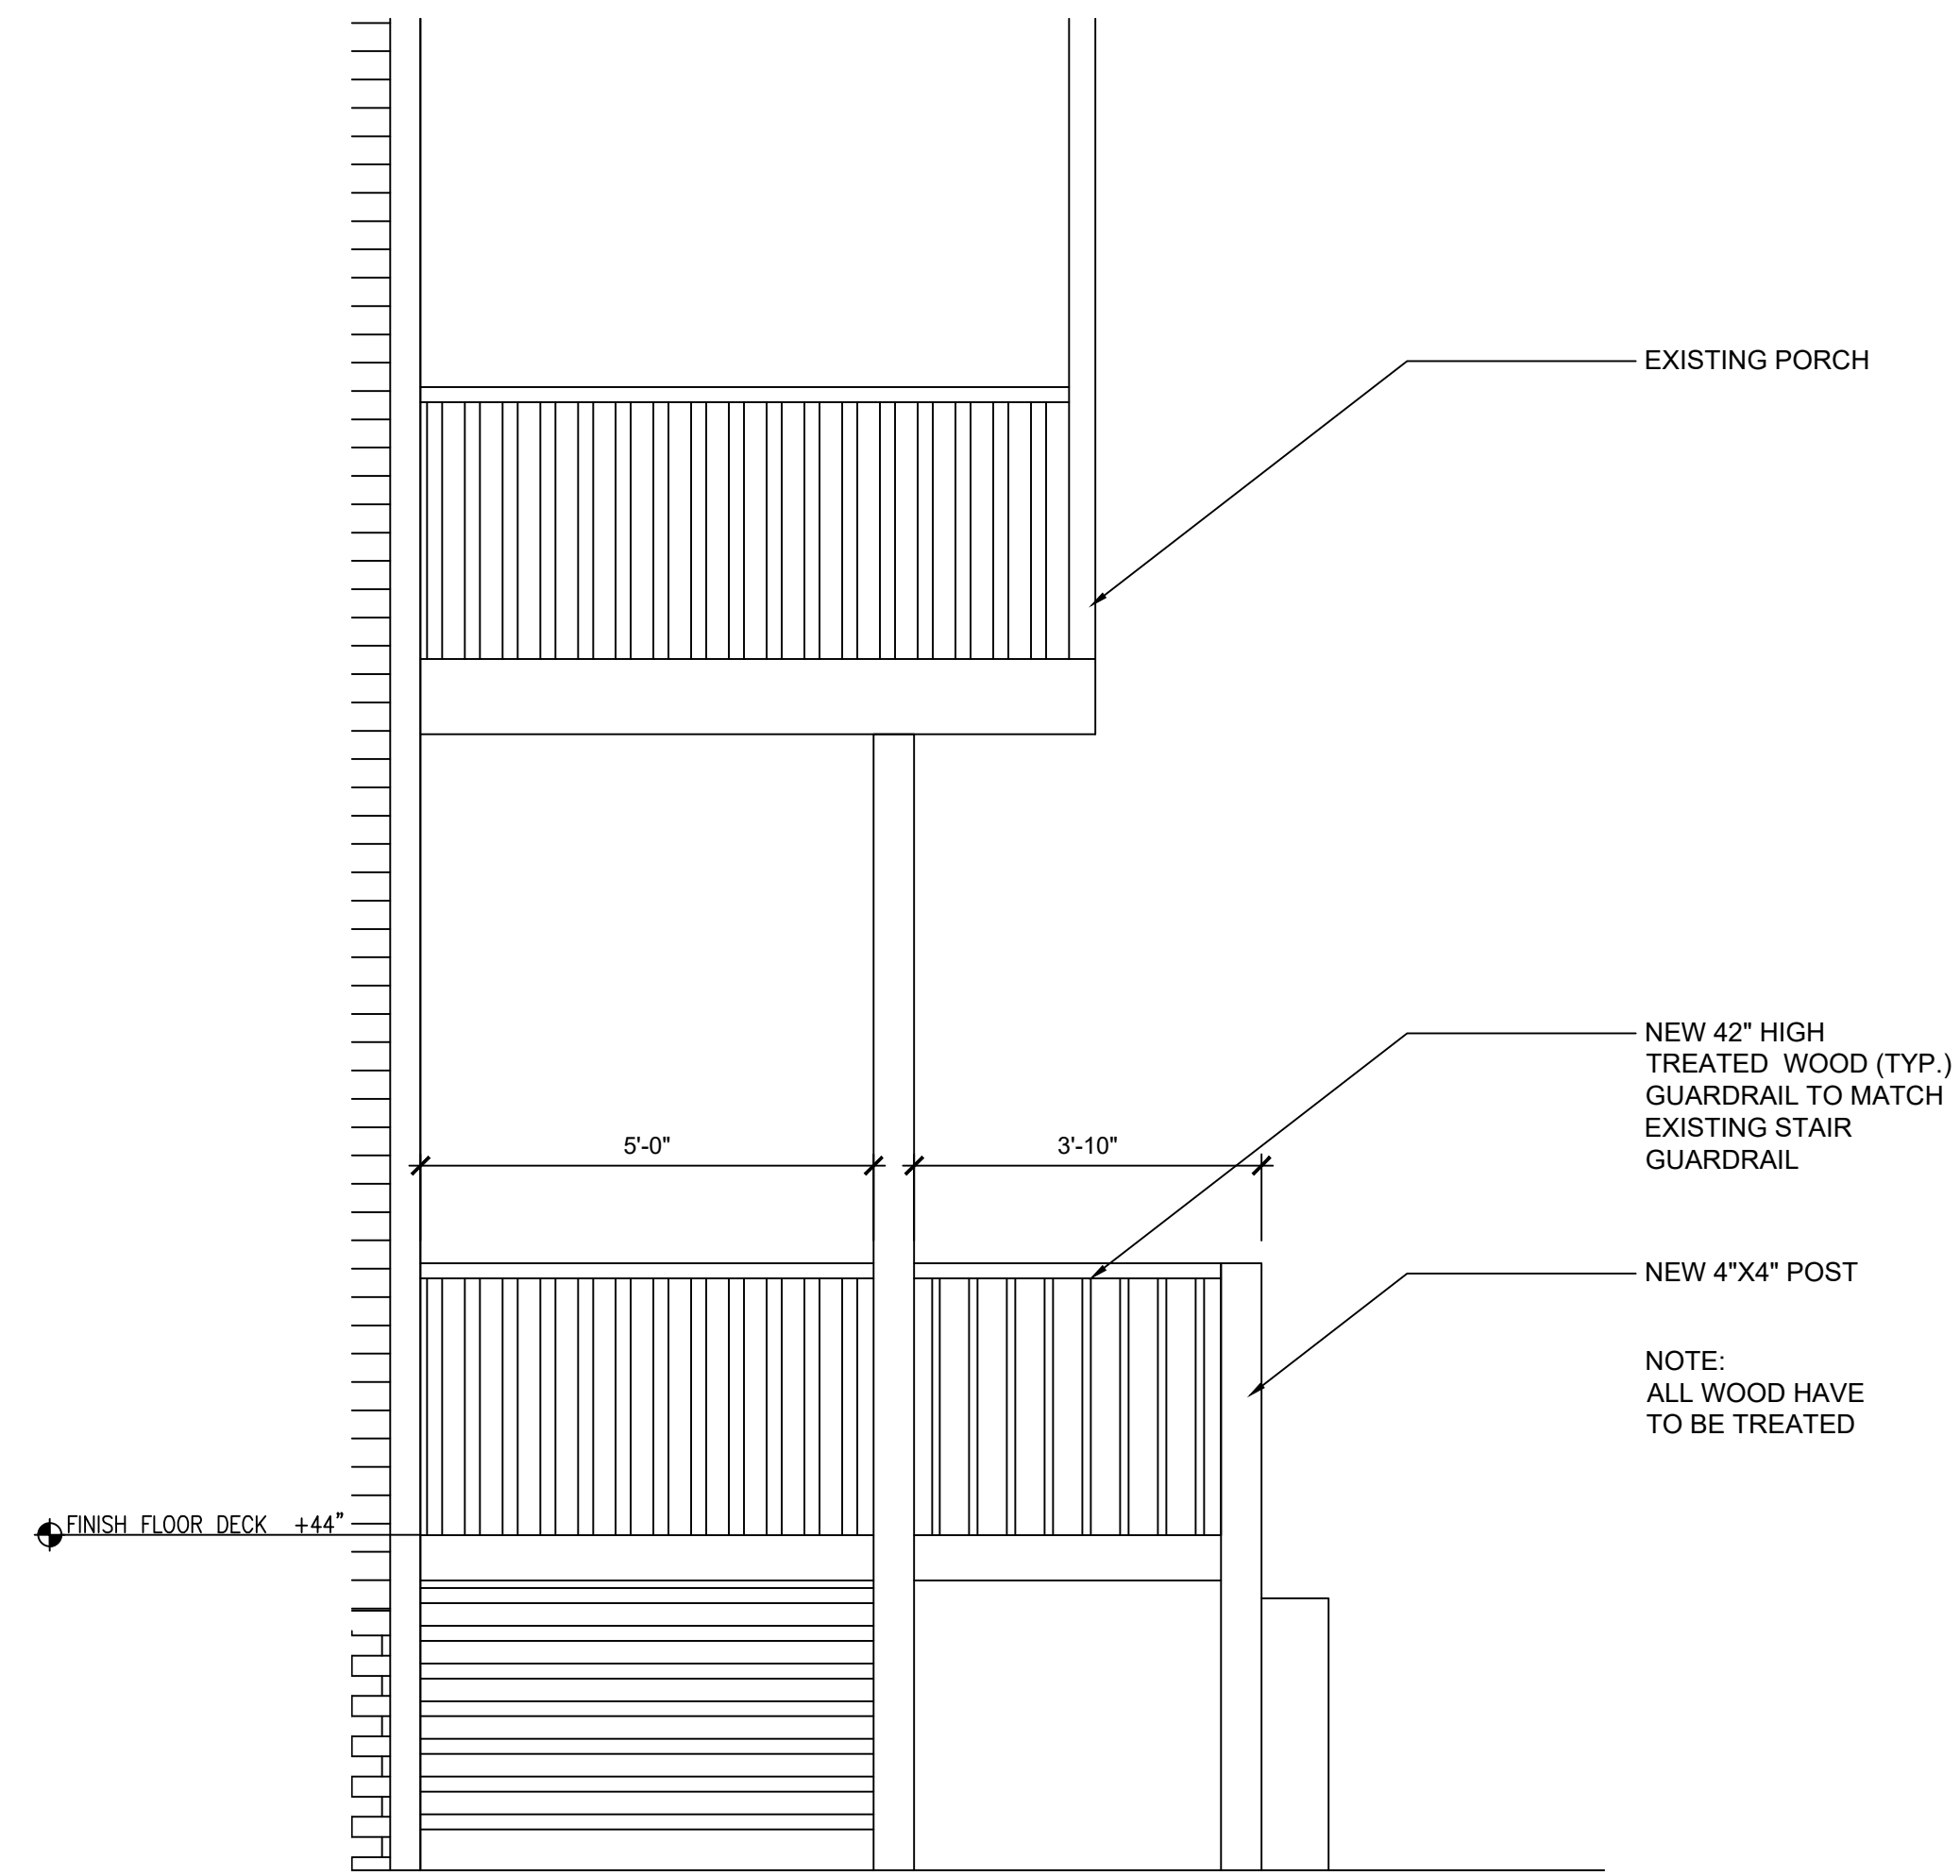 EXISTING PORCH
NEW 42" HIGH
TREATED WOOD (TYP.)
GUARDRAIL TO MATCH
EXISTING STAIR
GUARDRAIL
5'-0"
3'-10"
NEW 4"X4" POST
NOTE:
ALL WOOD HAVE
TO BE TREATED
FINISH FLOOR DECK +44"